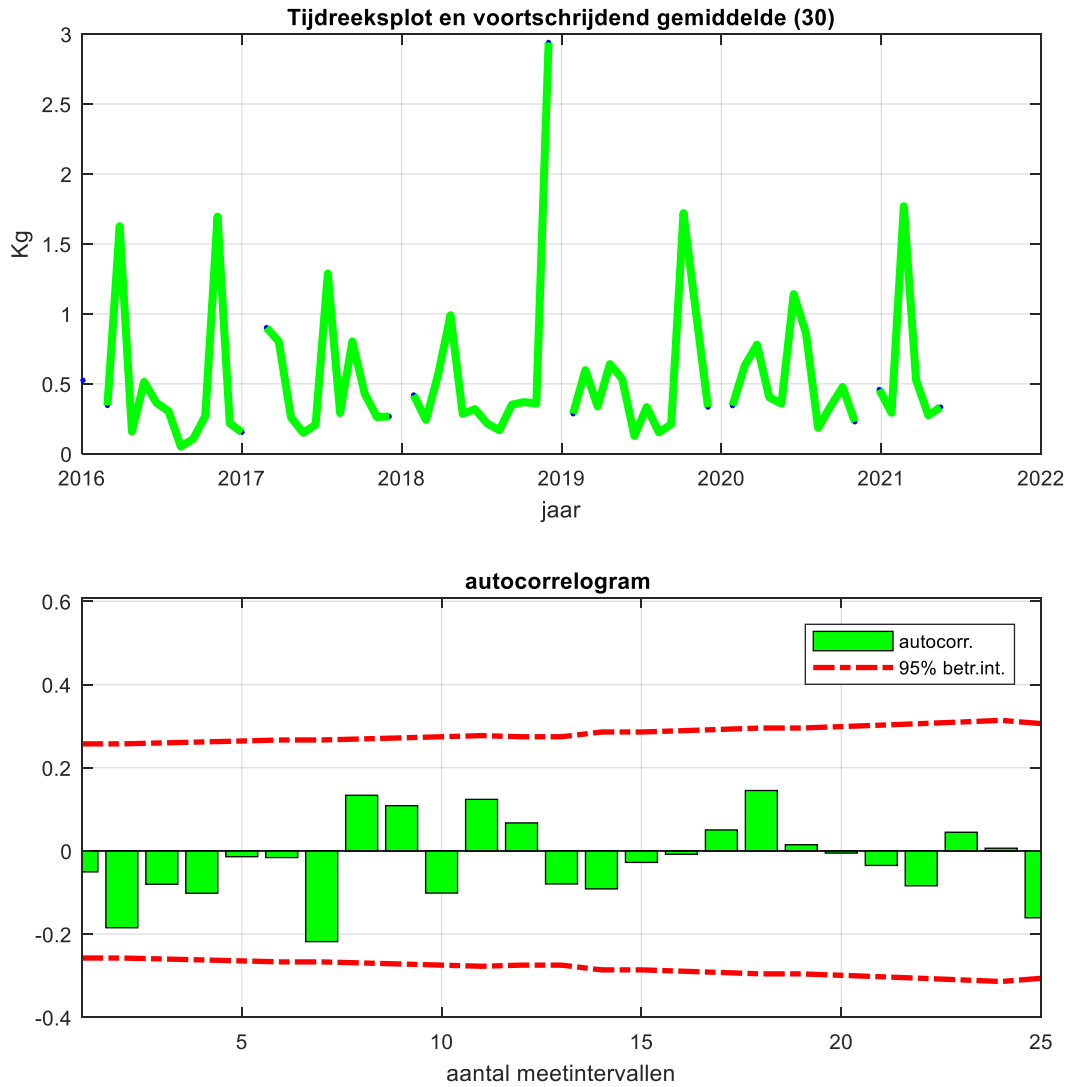 Tijdreeksplot en voortschrijdend gemiddelde (30)
3
2.5
2
1.5
1
0.5
0
Kg
2016 2017 2018 2019 2020 2021 2022
jaar
autocorrelogram
0.6
0.4
0.2
0
-0.2
-0.4
autocorr.
95% betr.int.
5 10 15 20 25
aantal meetintervallen